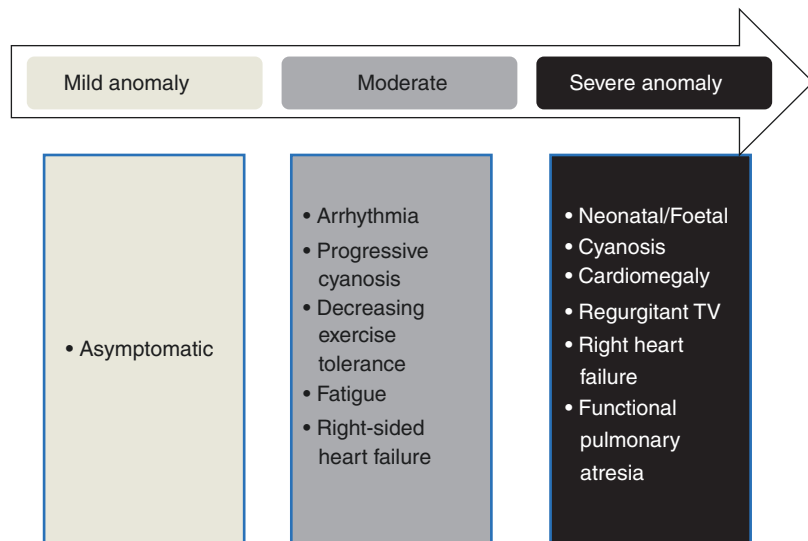 Mild anomaly
Moderate
Severe anomaly
• Asymptomatic
• Arrhythmia
• Progressive
cyanosis
• Decreasing
exercise
tolerance
• Fatigue
• Right-sided
heart failure
• Neonatal/Foetal
• Cyanosis
• Cardiomegaly
• Regurgitant TV
• Right heart
failure
• Functional
pulmonary
atresia